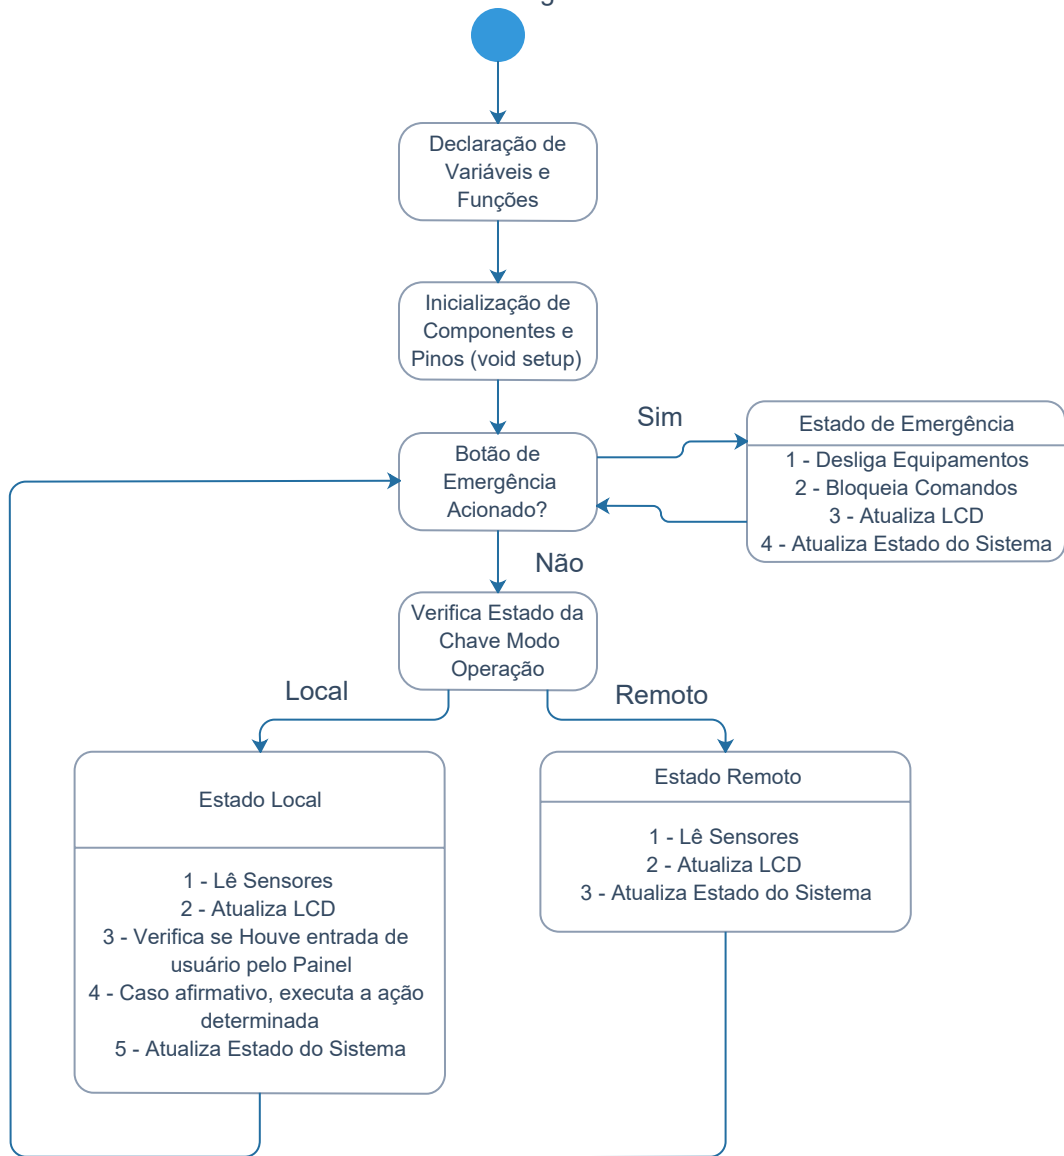 Declaração de
Variáveis e
Funções
Inicialização de
Componentes e
Pinos (void setup)
Botão de
Emergência
Acionado?
Sim
Estado de Emergência
1 - Desliga Equipamentos
2 - Bloqueia Comandos
3 - Atualiza LCD
4 - Atualiza Estado do Sistema
Não
Verifica Estado da
Chave Modo
Operação
Local
Remoto
Estado Local
1 - Lê Sensores
2 - Atualiza LCD
3 - Verifica se Houve entrada de
usuário pelo Painel
4 - Caso afirmativo, executa a ação
determinada
5 - Atualiza Estado do Sistema
Estado Remoto
1 - Lê Sensores
2 - Atualiza LCD
3 - Atualiza Estado do Sistema